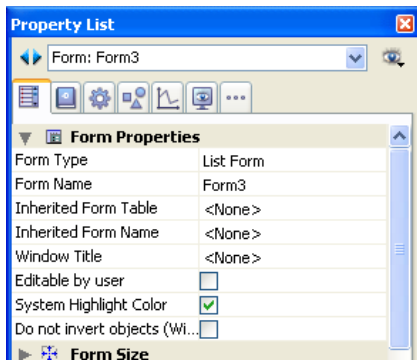 Property List
Form: Form3
Form Properties
Form Type List Form
Form Name Form3
Inherited Form Table <None>
Inherited Form Name <None>
Window Title <None>
Editable by user
System Highlight Color
Do not invert objects (Wi...
Form Size